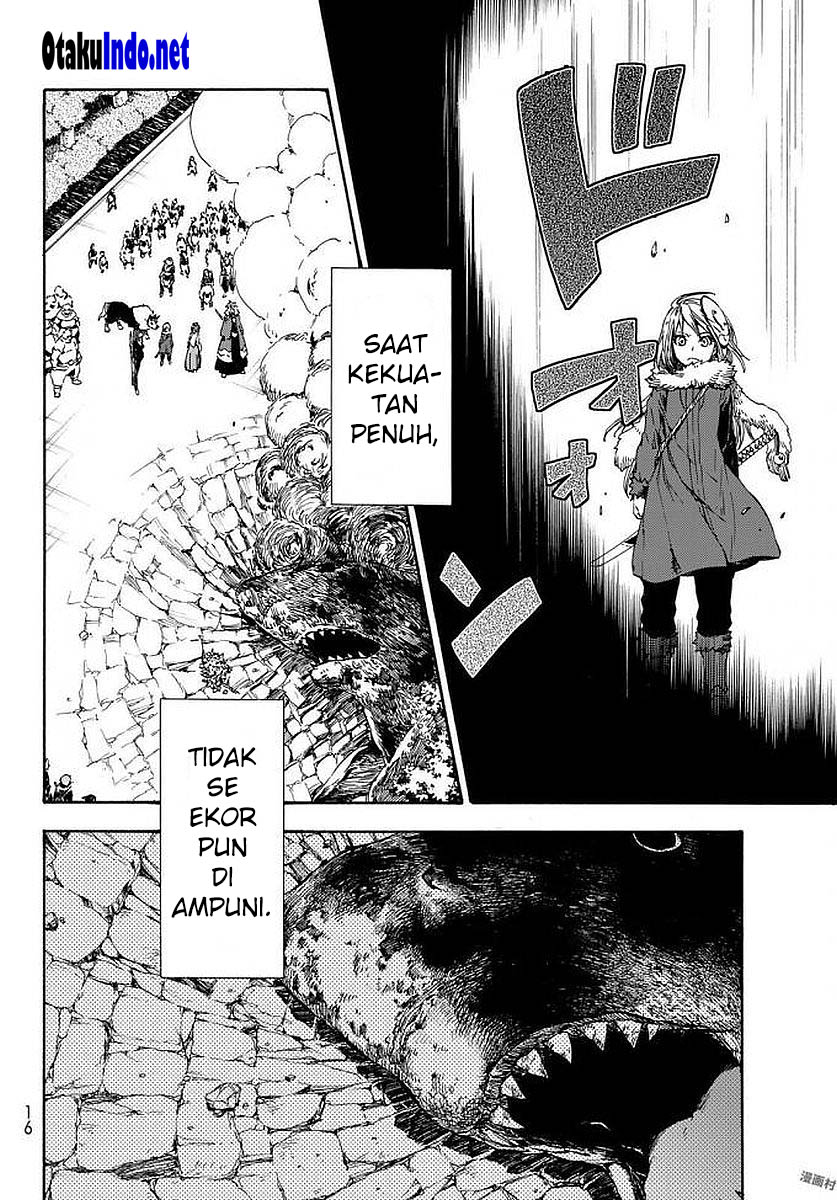 OtakuIndo.net
ド
オ
ォ
ン
SAAT
KEKUA-
TAN
PENUH,
TIDAK
SE
EKOR
PUN
DI
AMPUNI.
16
漫画村